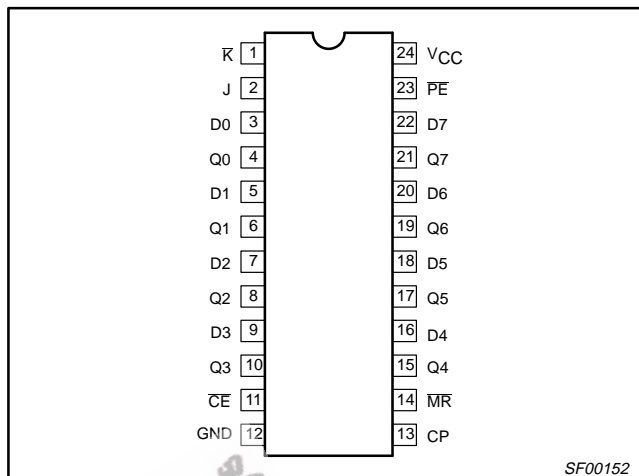 K̅ 1 24 VCC
J 2 23 P̅E̅
D0 3 22 D7
Q0 4 21 Q7
D1 5 20 D6
Q1 6 19 Q6
D2 7 18 D5
Q2 8 17 Q5
D3 9 16 D4
Q3 10 15 Q4
C̅E̅ 11 14 M̅R̅
GND 12 13 CP
SF00152